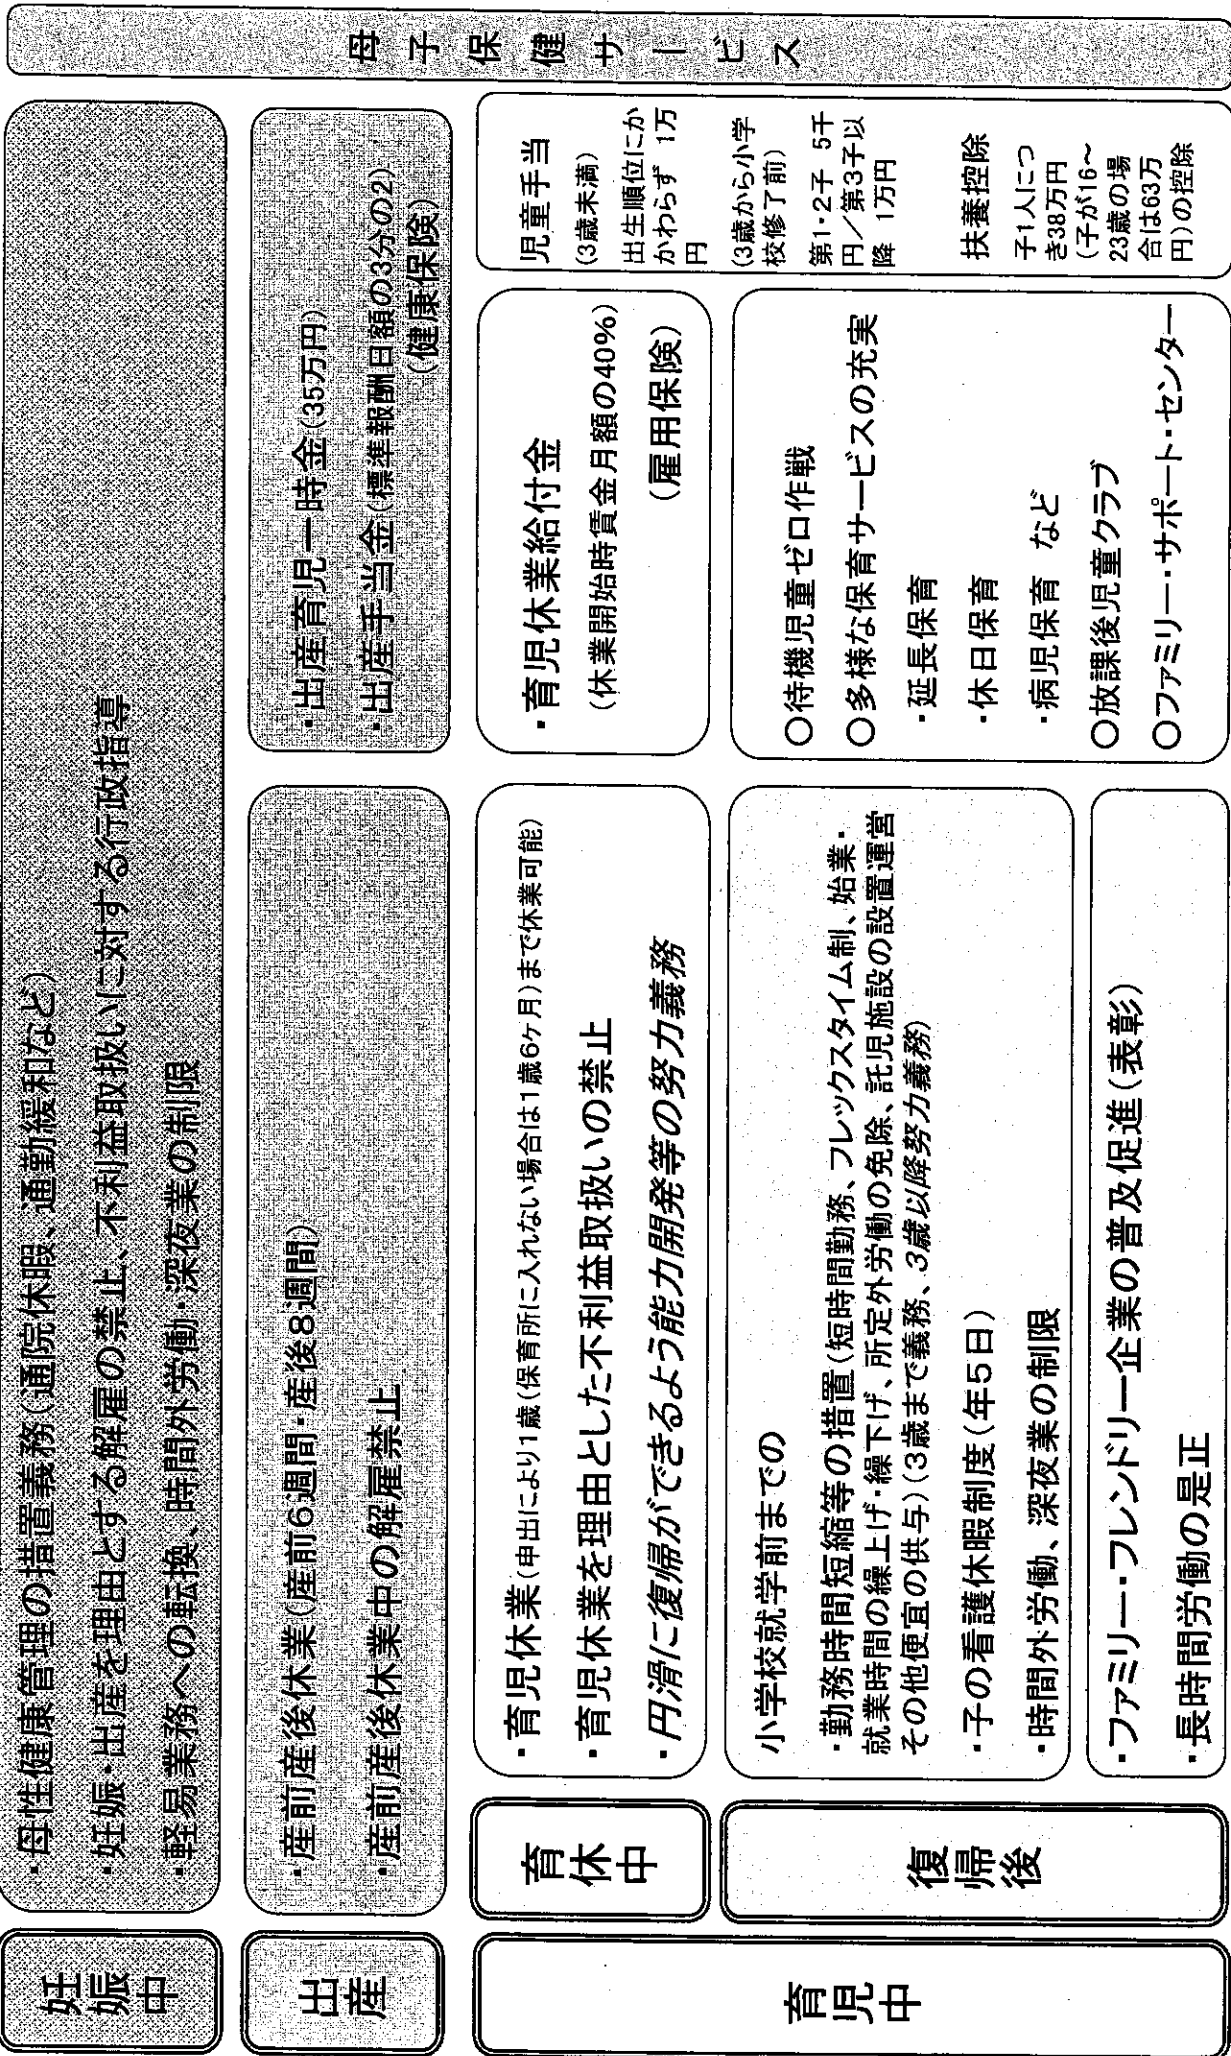 妊娠中
・母性健康管理の措置義務(通院休暇、通勤緩和など)
・妊娠・出産を理由とする解雇の禁止、不利益取扱いに対する行政指導
・軽易業務への転換、時間外労働・深夜業の制限
出産
・産前産後休業(産前6週間・産後8週間)
・産前産後休業中の解雇禁止
・出産育児一時金(35万円)
・出産手当金(標準報酬日額の3分の2)
(健康保険)
育児中
育休中
・育児休業(申出により1歳(保育所に入れない場合は1歳6ヶ月)まで休業可能)
・育児休業を理由とした不利益取扱いの禁止
・円滑に復帰ができるよう能力開発等の努力義務
・育児休業給付金
(休業開始時賃金月額の40%)
(雇用保険)
復帰後
小学校就学前までの
・勤務時間短縮等の措置(短時間勤務、フレックスタイム制、始業・
就業時間の繰上げ・繰下げ、所定外労働の免除、託児施設の設置運営
その他便宜の供与)(3歳まで義務、3歳以降努力義務)
・子の看護休暇制度(年5日)
・時間外労働、深夜業の制限
・ファミリー・フレンドリー企業の普及促進(表彰)
・長時間労働の是正
○待機児童ゼロ作戦
○多様な保育サービスの充実
・延長保育
・休日保育
・病児保育 など
○放課後児童クラブ
○ファミリー・サポート・センター
児童手当
(3歳未満)
出生順位にか
かわらず 1万
円
(3歳から小学
校修了前)
第1・2子 5千
円/第3子以
降 1万円
扶養控除
子1人につ
き38万円
(子が16~
23歳の場
合は63万
円)の控除
母子保健サービス